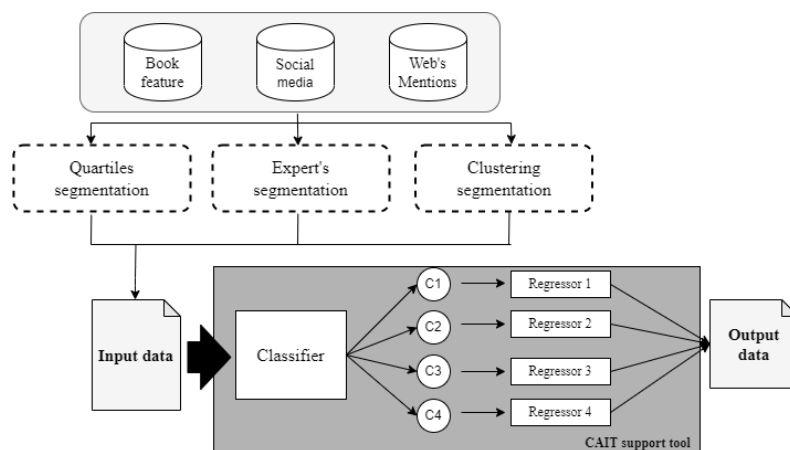 Book
feature
Social
media
Web's
Mentions
Quartiles
segmentation
Expert's
segmentation
Clustering
segmentation
Input data
Classifier
C1
Regressor 1
C2
Regressor 2
C3
Regressor 3
C4
Regressor 4
Output
data
CAIT support tool